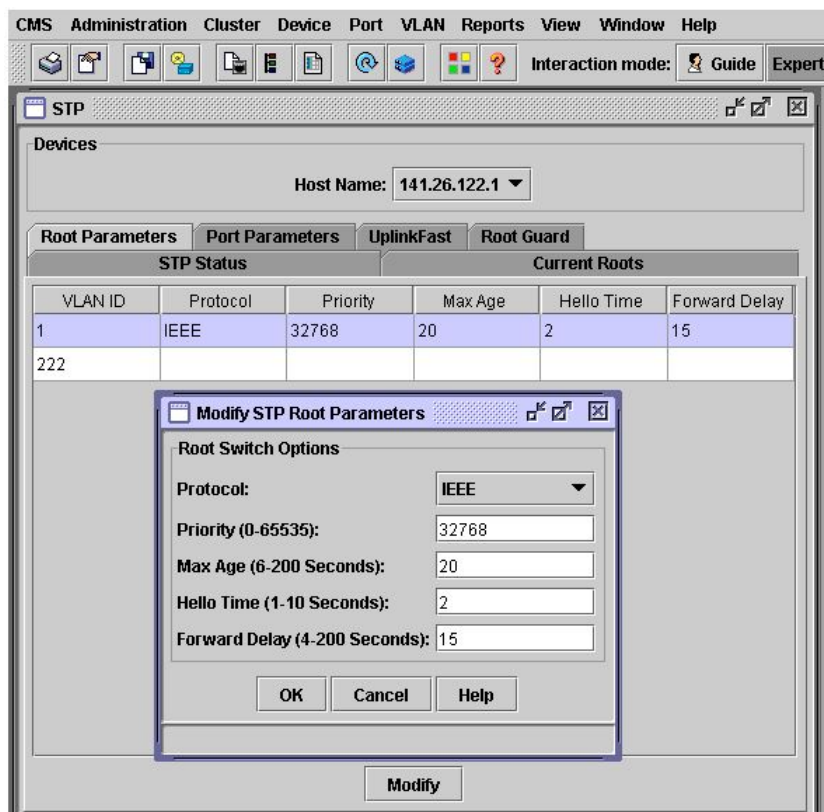 CMS Administration Cluster Device Port VLAN Reports View Window Help
Interaction mode: Guide Expert
STP
Devices
Host Name: 141.26.122.1
Root Parameters Port Parameters UplinkFast Root Guard
STP Status Current Roots
VLAN ID Protocol Priority Max Age Hello Time Forward Delay
1 IEEE 32768 20 2 15
222
Modify STP Root Parameters
Root Switch Options
Protocol: IEEE
Priority (0-65535): 32768
Max Age (6-200 Seconds): 20
Hello Time (1-10 Seconds): 2
Forward Delay (4-200 Seconds): 15
OK Cancel Help
Modify